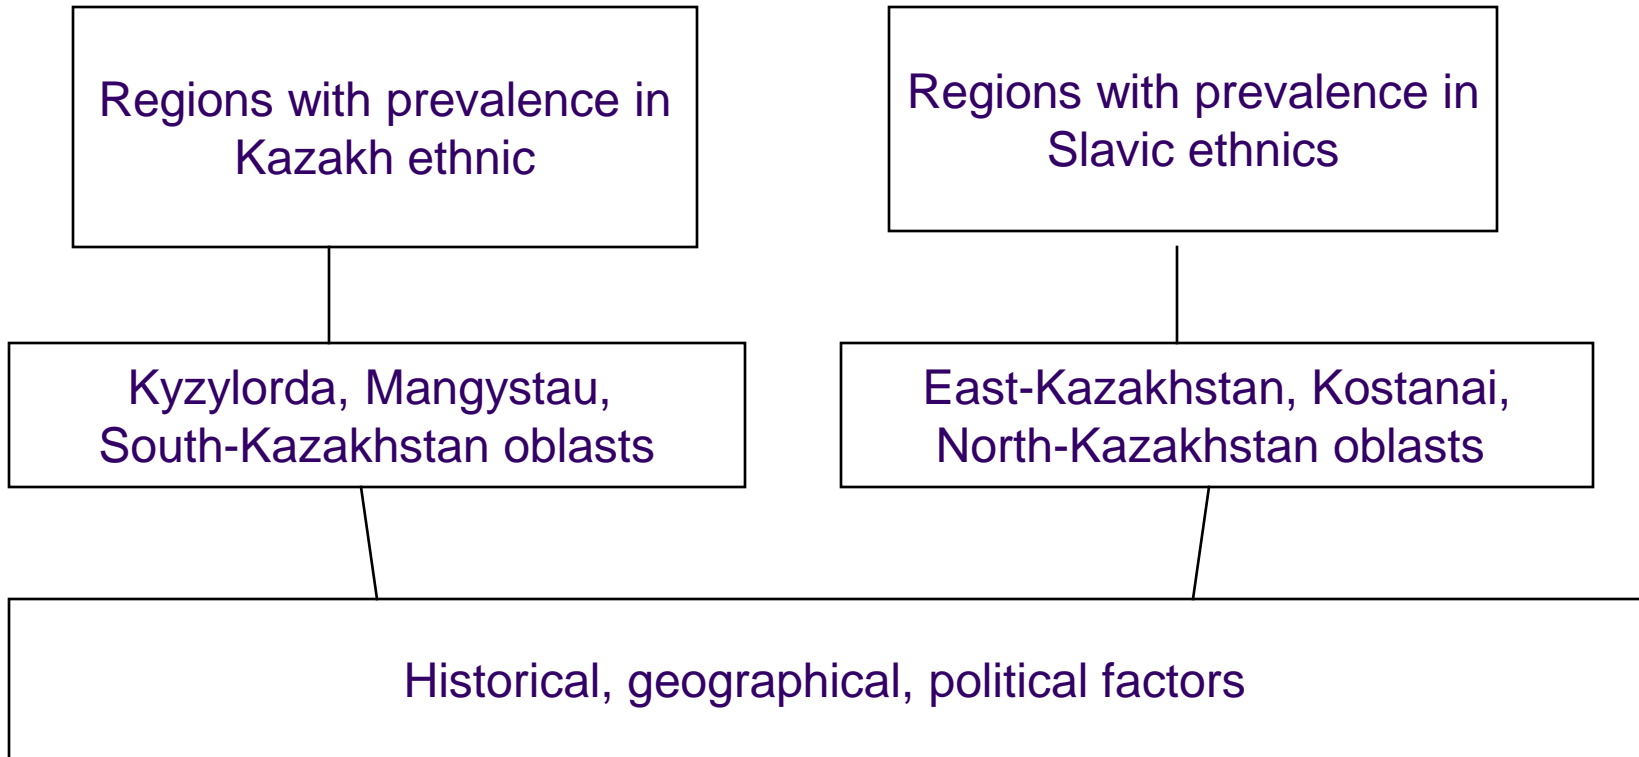 Regions with prevalence in
Kazakh ethnic
Regions with prevalence in
Slavic ethnics
Kyzylorda, Mangystau,
South-Kazakhstan oblasts
East-Kazakhstan, Kostanai,
North-Kazakhstan oblasts
Historical, geographical, political factors